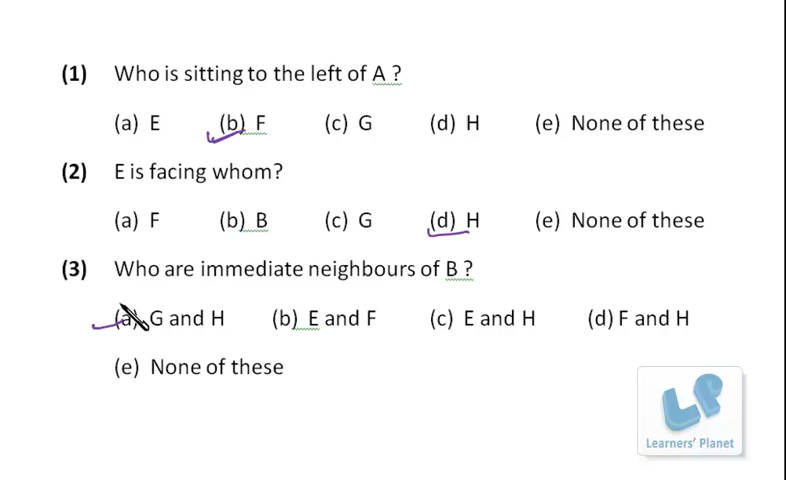 (1) Who is sitting to the left of A ?
(a) E (b) F (c) G (d) H (e) None of these
(2) E is facing whom?
(a) F (b) B (c) G (d) H (e) None of these
(3) Who are immediate neighbours of B ?
(a) G and H (b) E and F (c) E and H (d) F and H
(e) None of these
LP
Learners' Planet